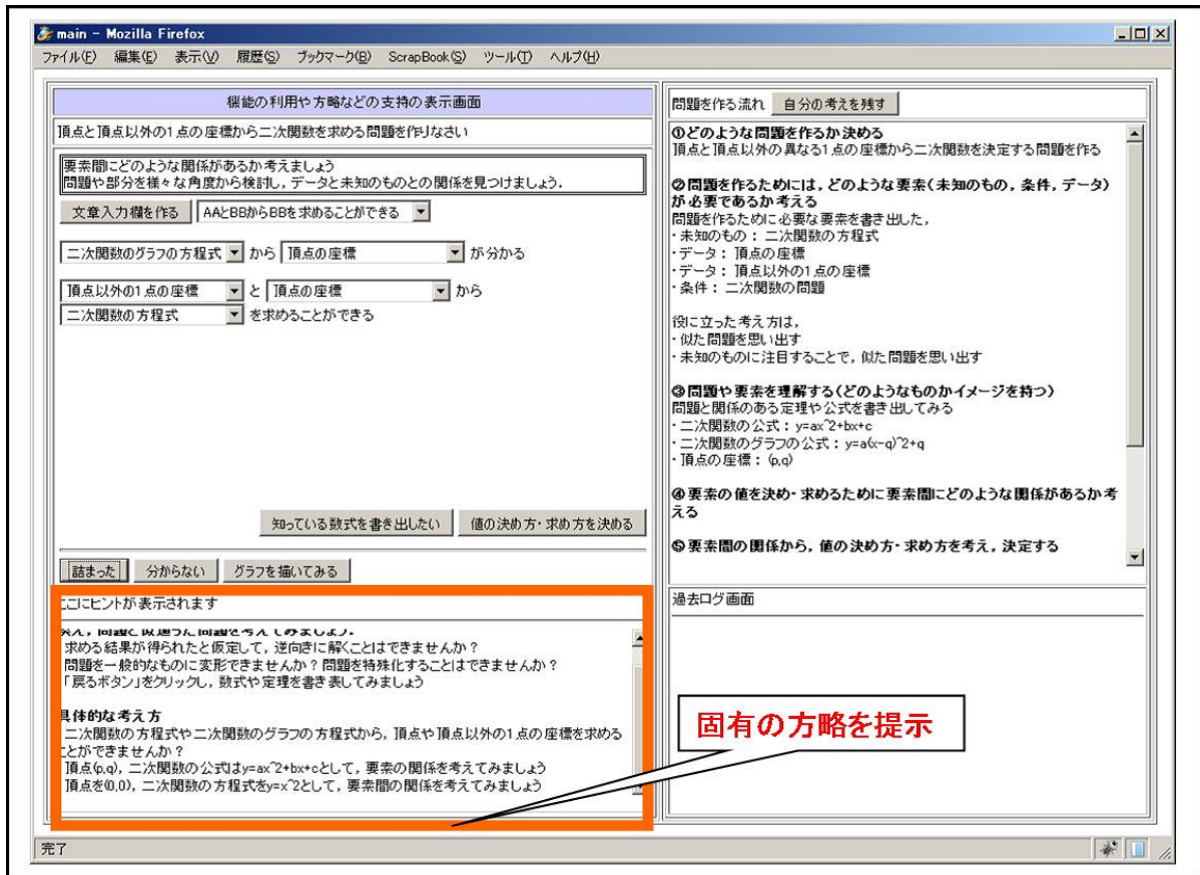 main - Mozilla Firefox
ファイル(F) 編集(E) 表示(V) 履歴(S) ブックマーク(B) ScrapBook(S) ツール(T) ヘルプ(H)
機能の利用や方略などの支持の表示画面
頂点と頂点以外の1点の座標から二次関数を求める問題を作りなさい
要素間にどのような関係があるか考えましょう
問題や部分を様々な角度から検討し,データと未知のものとの関係を見つけましょう.
文章入力欄を作る AAとBBからBBを求めることができる
二次関数のグラフの方程式 から 頂点の座標 が分かる
頂点以外の1点の座標 と 頂点の座標 から
二次関数の方程式 を求めることができる
知っている数式を書き出したい 値の決め方・求め方を決める
詰まった 分からない グラフを描いてみる
ここにヒントが表示されます
求める結果が得られたと仮定して,逆向きに解くことはできませんか?
問題を一般的なものに変形できませんか?問題を特殊化することはできませんか?
「戻るボタン」をクリックし,数式や定理を書き表してみましょう
具体的な考え方
二次関数の方程式や二次関数のグラフの方程式から,頂点や頂点以外の1点の座標を求める
ことができませんか?
頂点(p,q),二次関数の公式はy=ax^2+bx+cとして,要素の関係を考えてみましょう
頂点を(0,0),二次関数の方程式をy=x^2として,要素間の関係を考えてみましょう
問題を作る流れ 自分の考えを残す
①どのような問題を作るか決める
頂点と頂点以外の異なる1点の座標から二次関数を決定する問題を作る
②問題を作るためには,どのような要素(未知のもの,条件,データ)
が必要であるか考える
問題を作るために必要な要素を書き出した,
・未知のもの: 二次関数の方程式
・データ: 頂点の座標
・データ: 頂点以外の1点の座標
・条件: 二次関数の問題
役に立った考え方は,
・似た問題を思い出す
・未知のものに注目することで,似た問題を思い出す
③問題や要素を理解する(どのようなものかイメージを持つ)
問題と関係のある定理や公式を書き出してみる
・二次関数の公式:y=ax^2+bx+c
・二次関数のグラフの公式:y=a(x-q)^2+q
・頂点の座標: (p,q)
④要素の値を決め・求めるために要素間にどのような関係があるか考
える
⑤要素間の関係から,値の決め方・求め方を考え,決定する
過去ログ画面
固有の方略を提示
完了